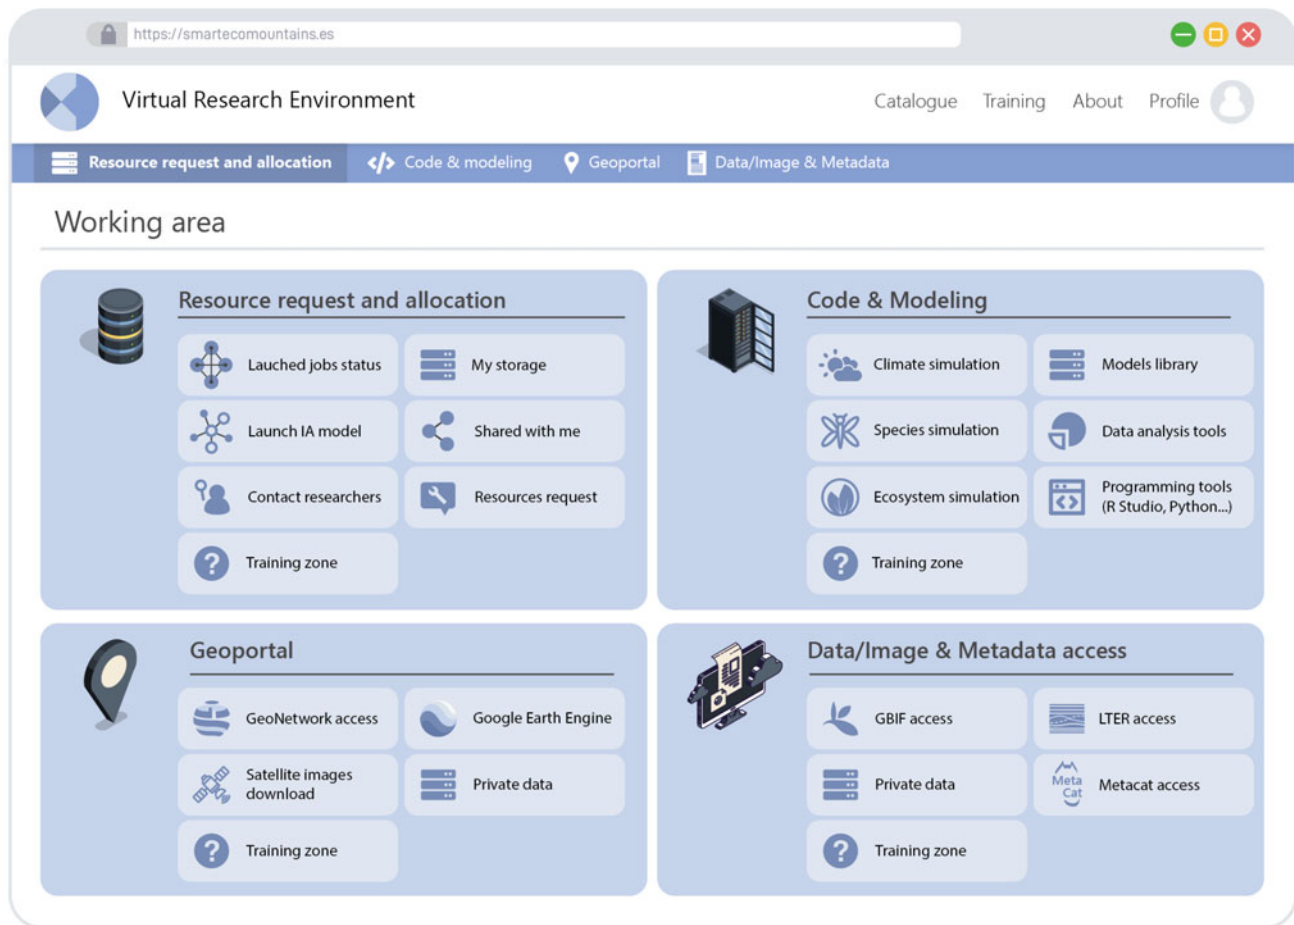 https://smartecomountains.es
Virtual Research Environment
Catalogue Training About Profile
Resource request and allocation </> Code & modeling Geoportal Data/Image & Metadata
Working area
Resource request and allocation
Lauched jobs status
My storage
Launch IA model
Shared with me
Contact researchers
Resources request
? Training zone
Code & Modeling
Climate simulation
Models library
Species simulation
Data analysis tools
Ecosystem simulation
Programming tools
(R Studio, Python...)
? Training zone
Geoportal
GeoNetwork access
Google Earth Engine
Satellite images
download
Private data
? Training zone
Data/Image & Metadata access
GBIF access
LTER access
Private data
Meta
Cat
Metacat access
? Training zone